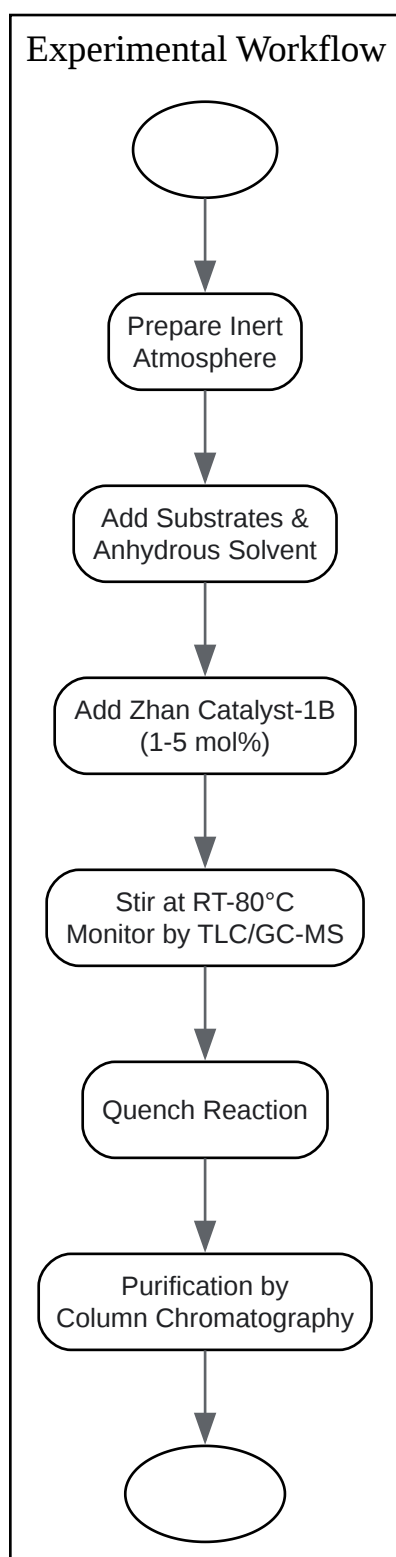 Experimental Workflow
Prepare Inert
Atmosphere
Add Substrates &
Anhydrous Solvent
Add Zhan Catalyst-1B
(1-5 mol%)
Stir at RT-80°C
Monitor by TLC/GC-MS
Quench Reaction
Purification by
Column Chromatography